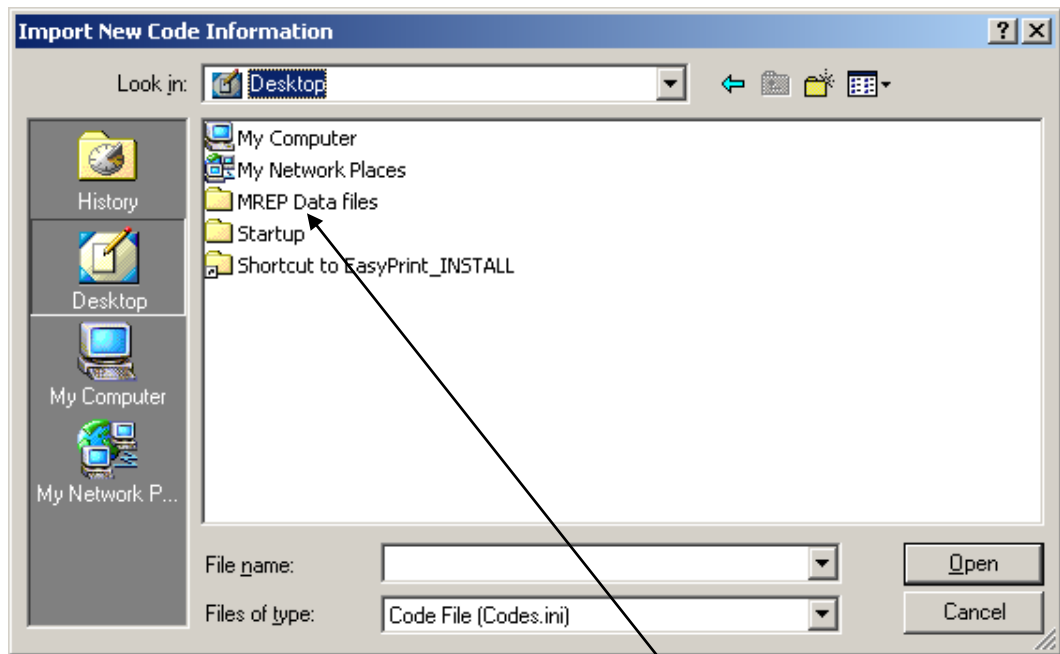 Import New Code Information
Look in:
Desktop
My Computer
My Network Places
MREP Data files
Startup
Shortcut to EasyPrint_INSTALL
History
Desktop
My Computer
My Network P...
File name:
Open
Files of type:
Code File (Codes.ini)
Cancel